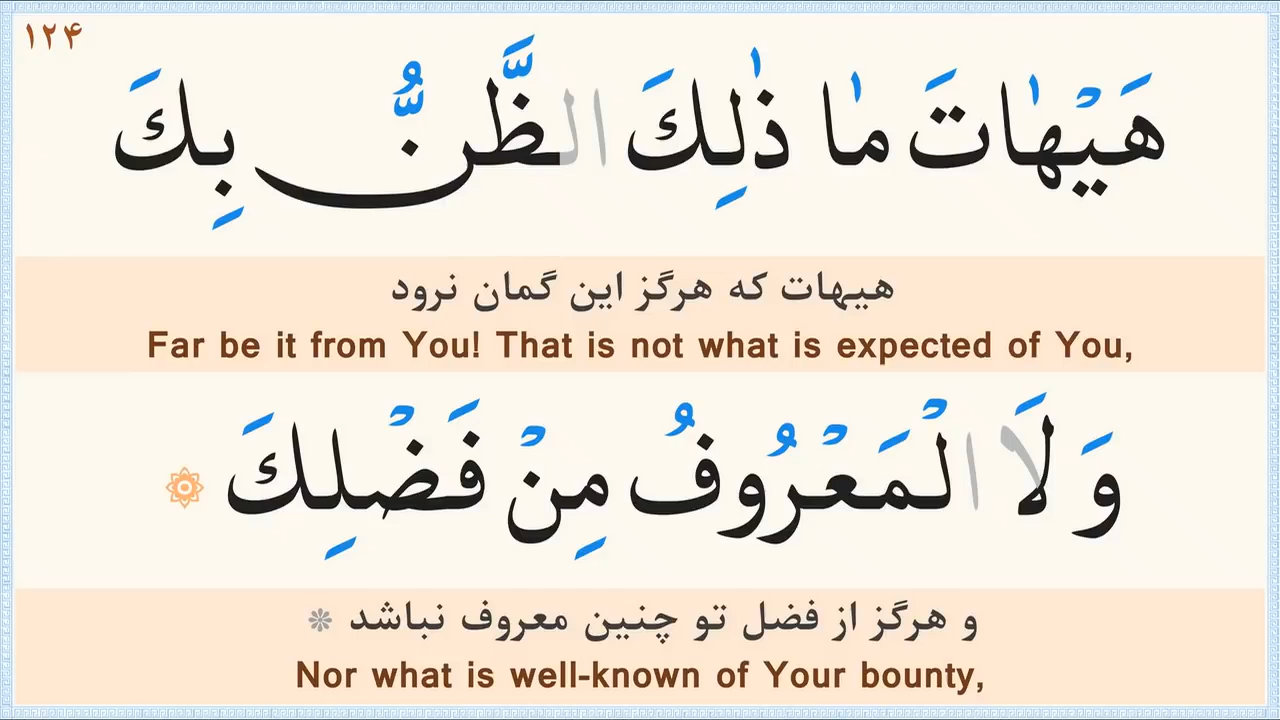 ۱۲۴
هَيْهاتَ ما ذٰلِكَ الظَّنُّ بِكَ
هیهات که هرگز این گمان نرود
Far be it from You! That is not what is expected of You,
وَ لَا الْمَعْرُوفُ مِنْ فَضْلِكَ
و هرگز از فضل تو چنین معروف نباشد
Nor what is well-known of Your bounty,